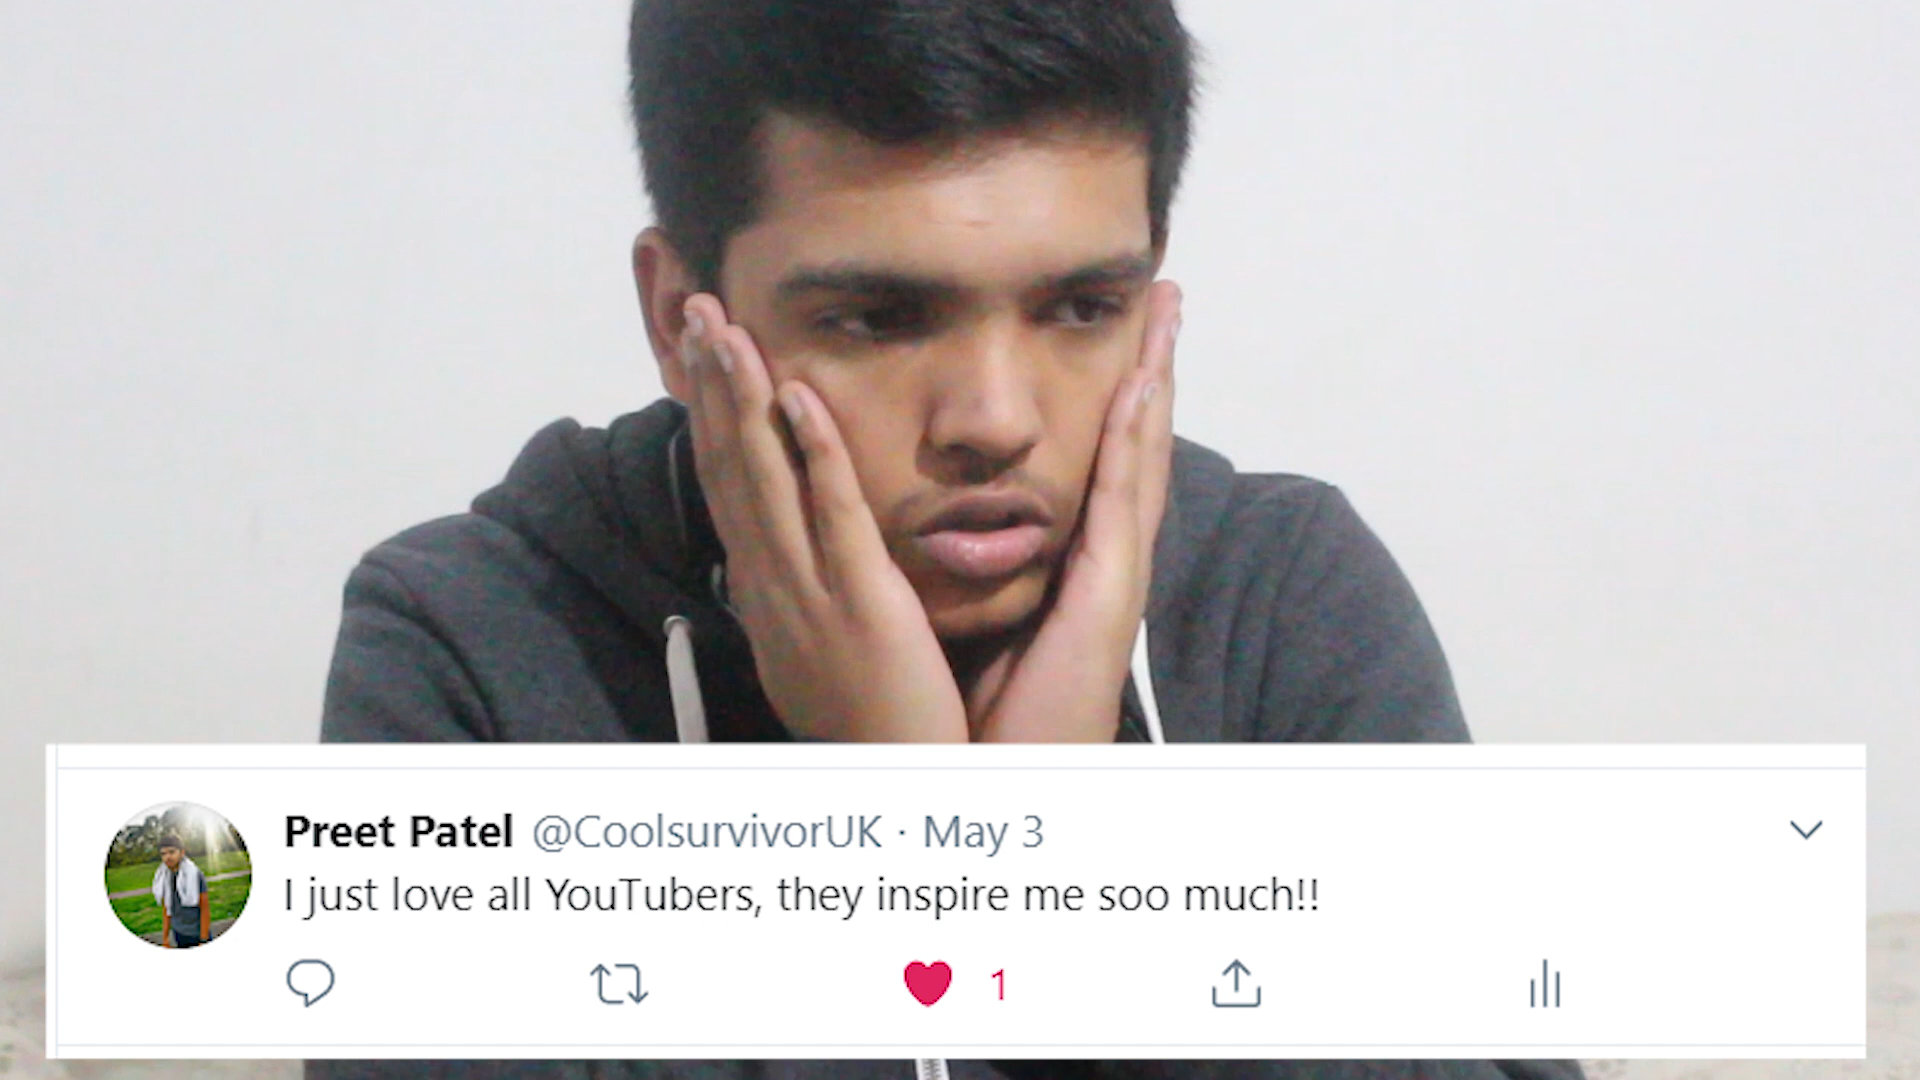 Preet Patel @CoolsurvivorUK · May 3
I just love all YouTubers, they inspire me soo much!!
1